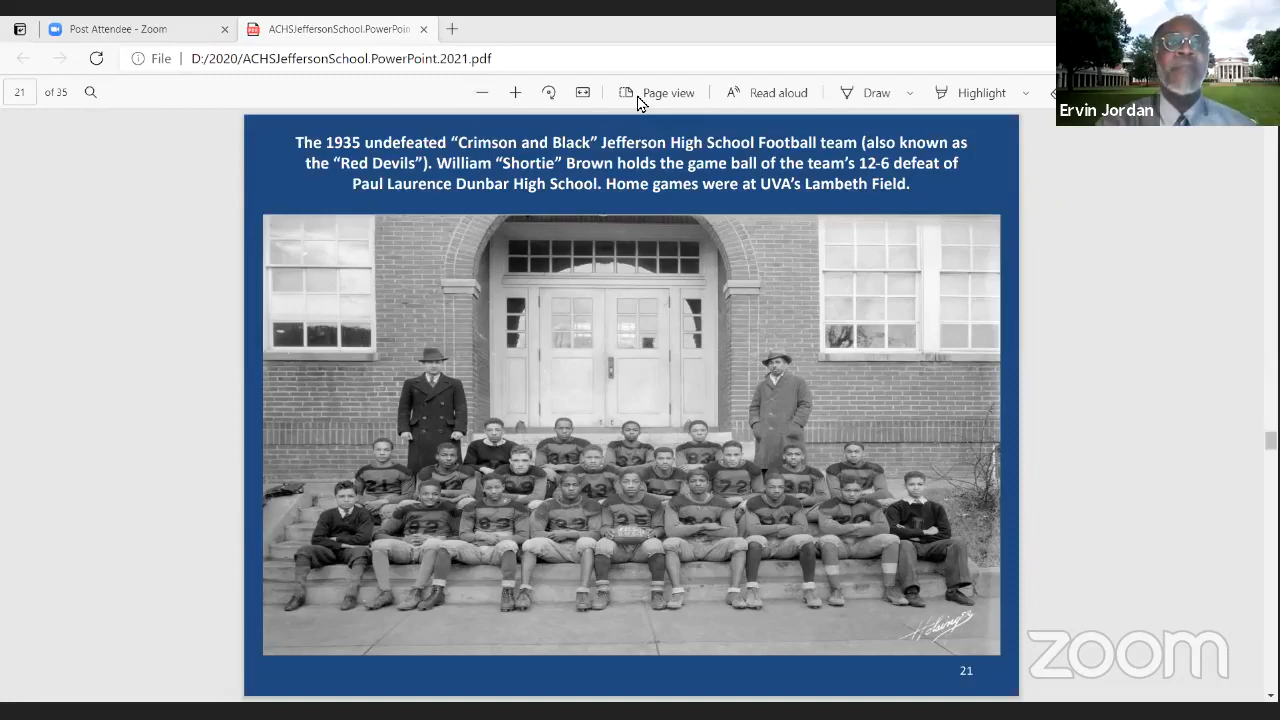 Post Attendee - Zoom
ACHSJeffersonSchool.PowerPoin
File
D:/2020/ACHSJeffersonSchool.PowerPoint.2021.pdf
21 of 35
Page view
Read aloud
Draw
Highlight
Ervin Jordan
The 1935 undefeated “Crimson and Black” Jefferson High School Football team (also known as
the “Red Devils”). William “Shortie” Brown holds the game ball of the team’s 12-6 defeat of
Paul Laurence Dunbar High School. Home games were at UVA’s Lambeth Field.
21
zoom